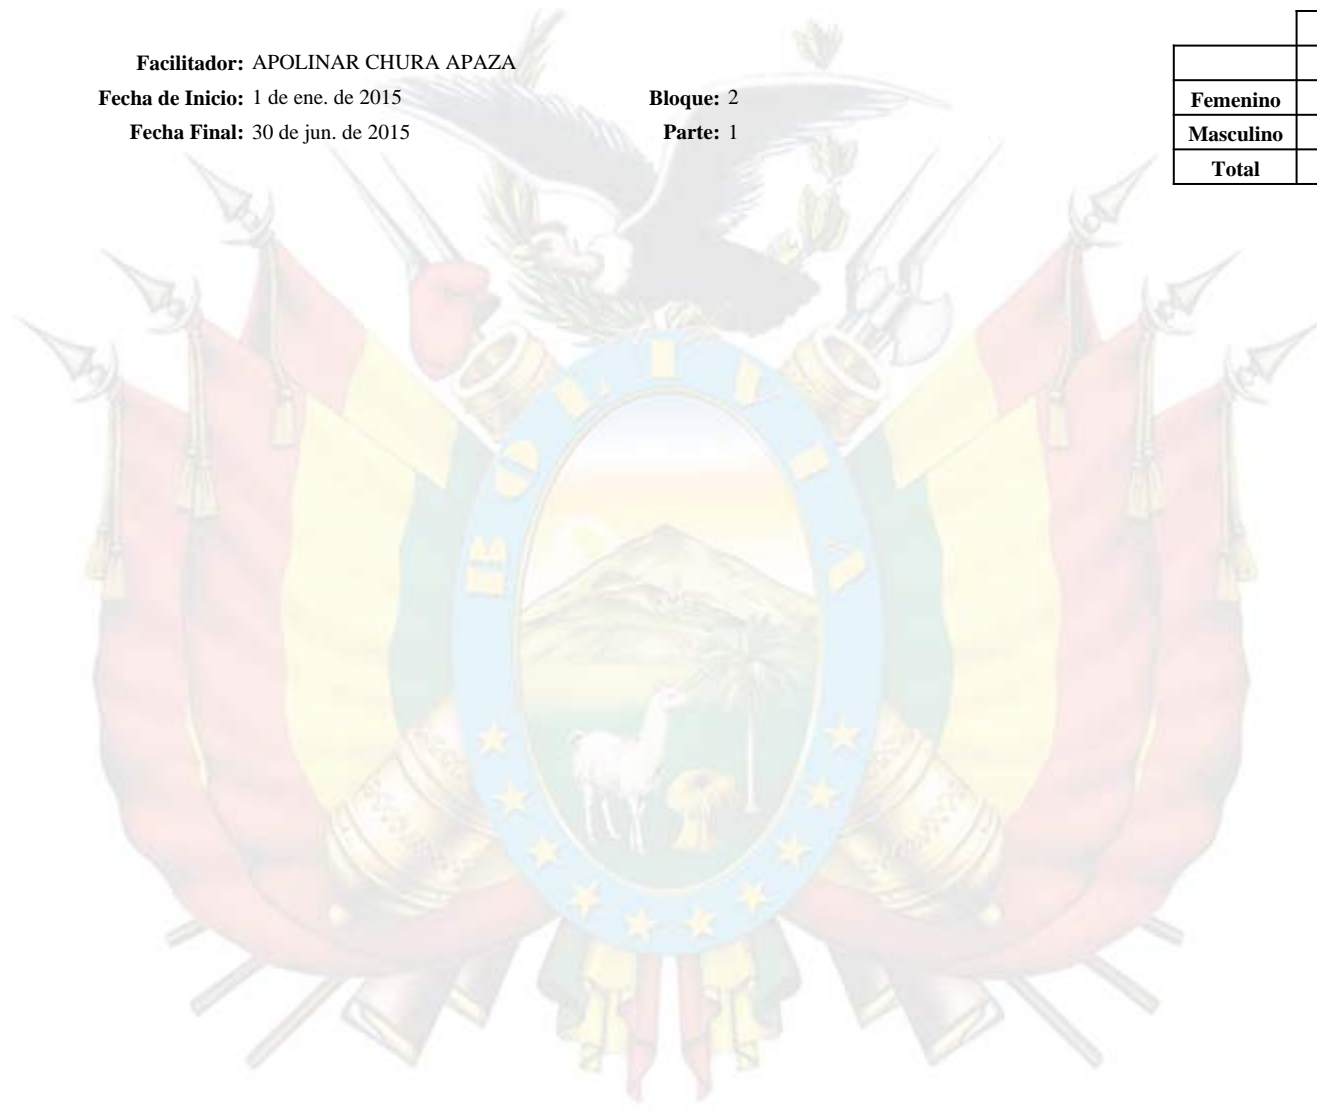 Facilitador: APOLINAR CHURA APAZA
Fecha de Inicio: 1 de ene. de 2015 Bloque: 2
Fecha Final: 30 de jun. de 2015 Parte: 1
Femenino
Masculino
Total
BOLIVIA